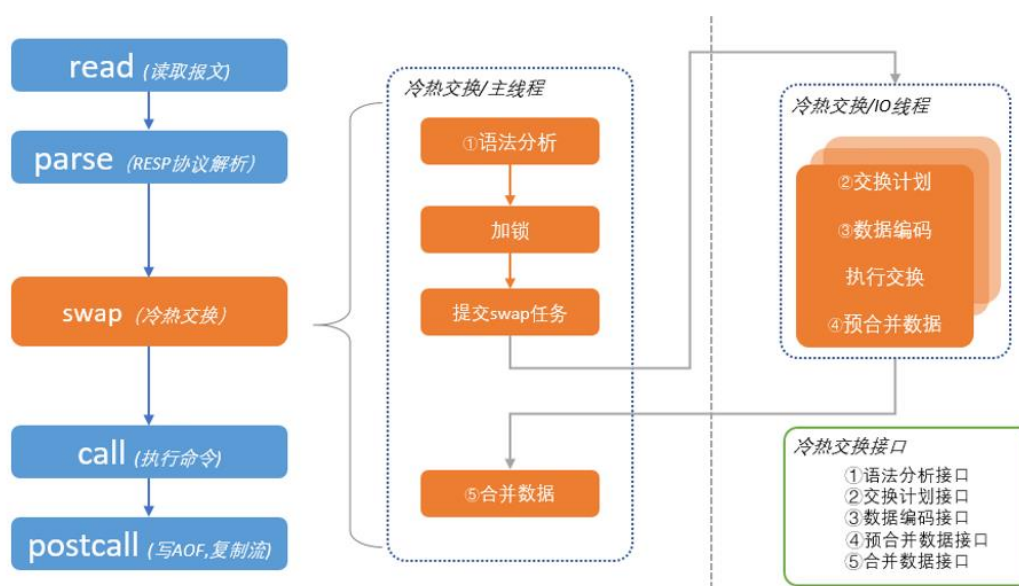 read (读取报文)
parse (RESP协议解析)
swap (冷热交换)
call (执行命令)
postcall (写AOF,复制流)
冷热交换/主线程
①语法分析
加锁
提交swap任务
⑤合并数据
冷热交换/IO线程
②交换计划
③数据编码
执行交换
④预合并数据
冷热交换接口
①语法分析接口
②交换计划接口
③数据编码接口
④预合并数据接口
⑤合并数据接口